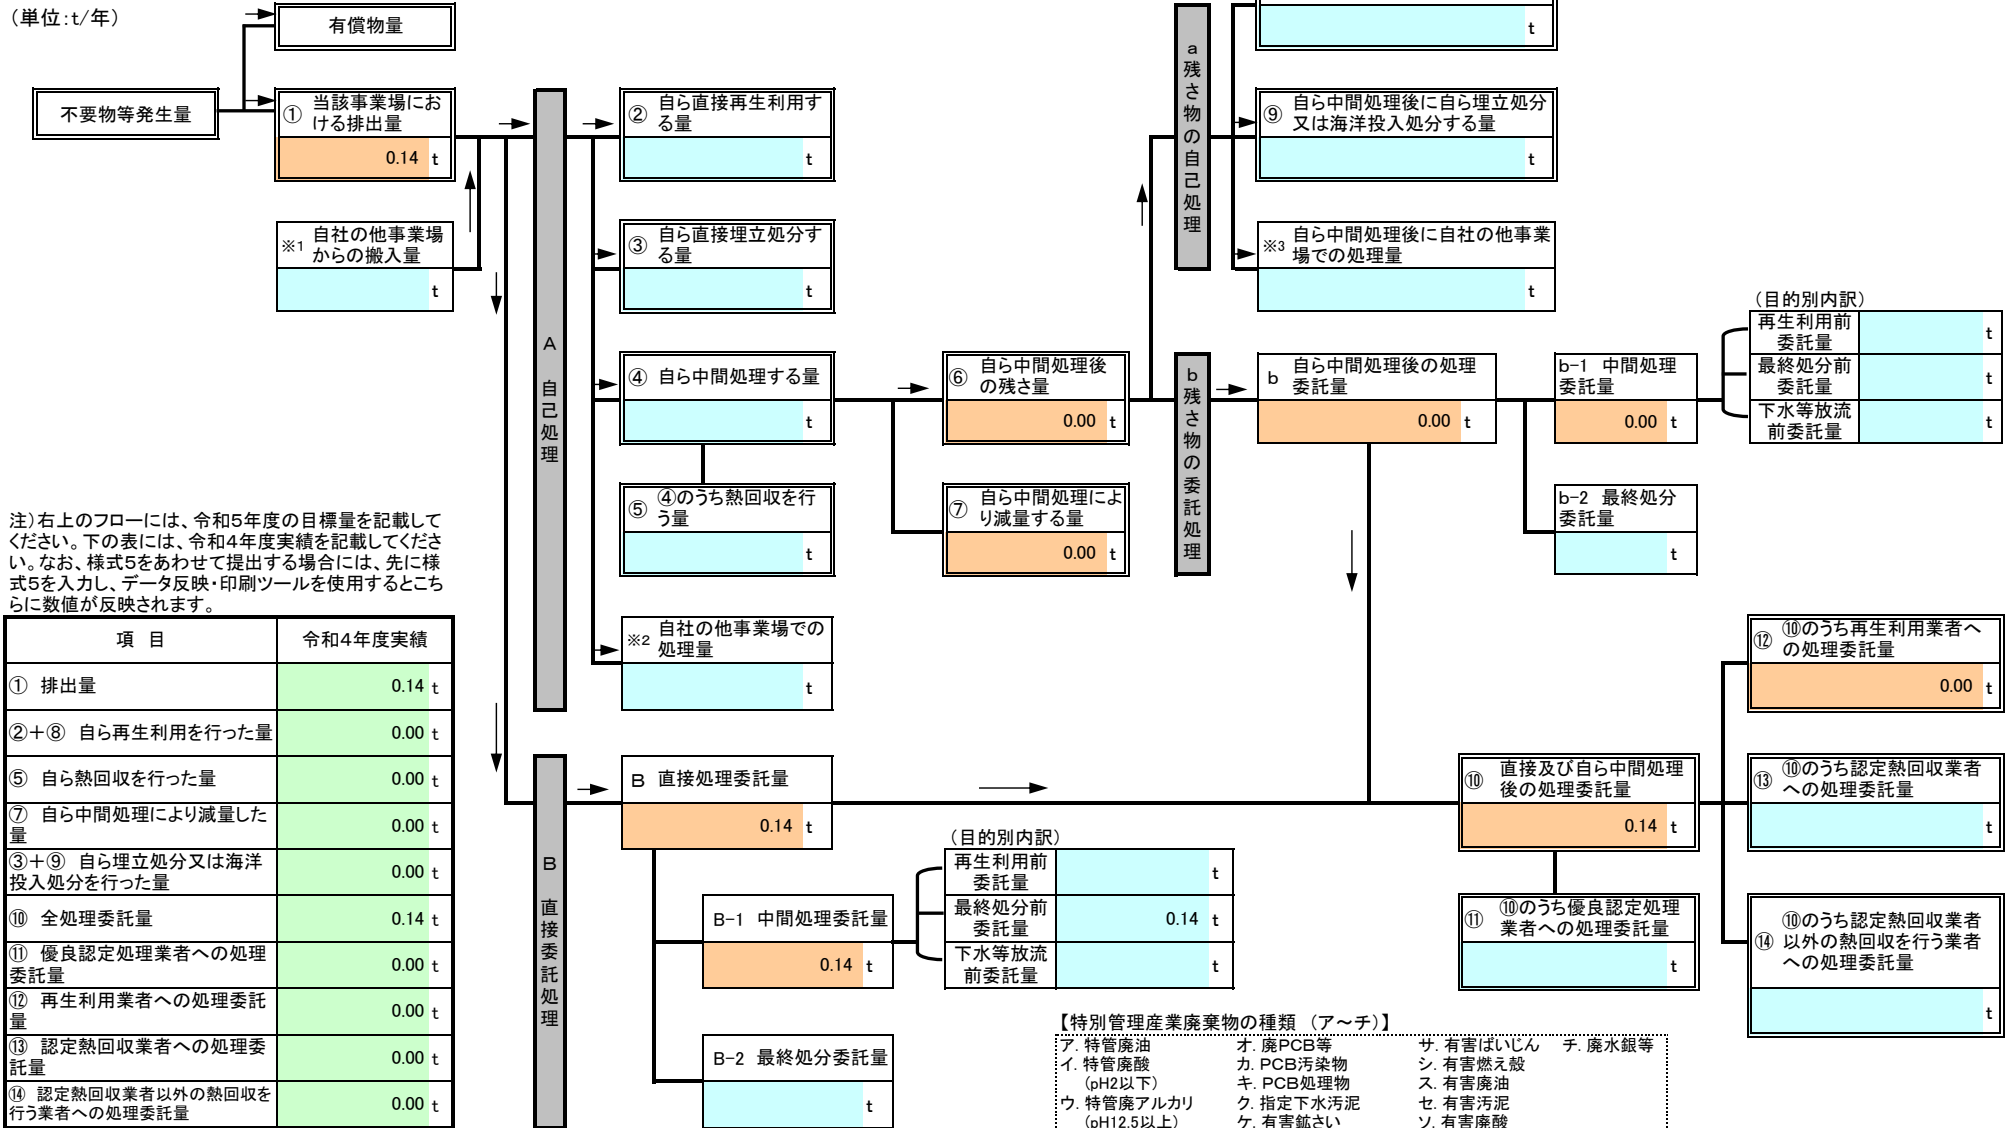 （単位：ｔ/年）
有償物量
t
不要物等発生量
①
当該事業場にお
ける排出量
0.14 t
※1
自社の他事業場
からの搬入量
t
A
自己処理
②
自ら直接再生利用す
る量
t
③
自ら直接埋立処分す
る量
t
④
自ら中間処理する量
t
⑤
④のうち熱回収を行
う量
t
※2
自社の他事業場での
処理量
t
⑥
自ら中間処理後
の残さ量
0.00 t
⑦
自ら中間処理によ
り減量する量
0.00 t
a
残さ物の自己処理
⑨
自ら中間処理後に自ら埋立処分
又は海洋投入処分する量
t
※3
自ら中間処理後に自社の他事業
場での処理量
t
b
残さ物の委託処理
b
自ら中間処理後の処理
委託量
0.00 t
b-1 中間処理
委託量
0.00 t
b-2 最終処分
委託量
t
（目的別内訳）
再生利用前
委託量
t
最終処分前
委託量
t
下水等放流
前委託量
t
注）右上のフローには、令和５年度の目標量を記載して
ください。下の表には、令和４年度実績を記載してくださ
い。なお、様式５をあわせて提出する場合には、先に様
式５を入力し、データ反映・印刷ツールを使用するとこち
らに数値が反映されます。
項 目
令和４年度実績
① 排出量
0.14 t
②＋⑧ 自ら再生利用を行った量
0.00 t
⑤ 自ら熱回収を行った量
0.00 t
⑦ 自ら中間処理により減量した
量
0.00 t
③＋⑨ 自ら埋立処分又は海洋
投入処分を行った量
0.00 t
⑩ 全処理委託量
0.14 t
⑪ 優良認定処理業者への処理
委託量
0.00 t
⑫ 再生利用業者への処理委託
量
0.00 t
⑬ 認定熱回収業者への処理委
託量
0.00 t
⑭ 認定熱回収業者以外の熱回収を
行う業者への処理委託量
0.00 t
B
直接委託処理
B 直接処理委託量
0.14 t
B-1 中間処理委託量
0.14 t
B-2 最終処分委託量
t
（目的別内訳）
再生利用前
委託量
t
最終処分前
委託量
0.14 t
下水等放流
前委託量
t
⑩
直接及び自ら中間処理
後の処理委託量
0.14 t
⑪
⑩のうち優良認定処理
業者への処理委託量
t
⑫
⑩のうち再生利用業者へ
の処理委託量
0.00 t
⑬
⑩のうち認定熱回収業者
への処理委託量
t
⑭
⑩のうち認定熱回収業者
以外の熱回収を行う業者
への処理委託量
t
【特別管理産業廃棄物の種類 （ア～チ）】
ア. 特管廃油
イ. 特管廃酸
（pH2以下）
ウ. 特管廃アルカリ
（pH12.5以上）
オ. 廃PCB等
カ. PCB汚染物
キ. PCB処理物
ク. 指定下水汚泥
ケ. 有害鉱さい
サ. 有害ばいじん
シ. 有害燃え殻
ス. 有害廃油
セ. 有害汚泥
ソ. 有害廃酸
チ. 廃水銀等